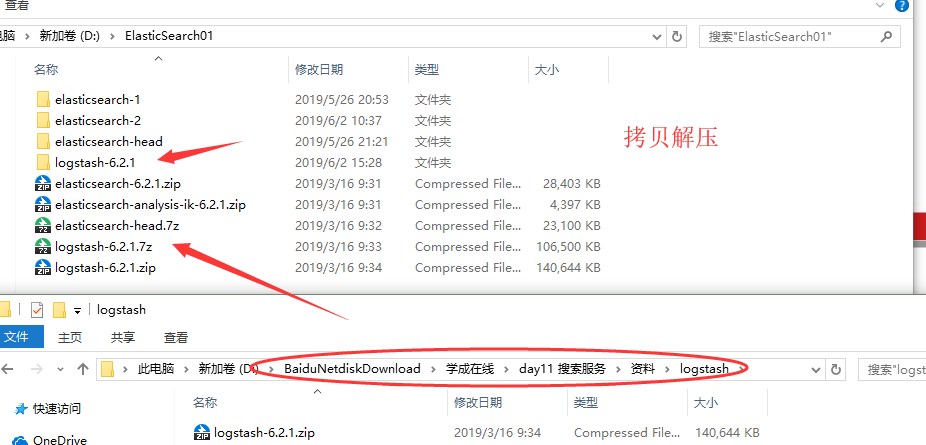 查看
电脑 新加卷 (D:) ElasticSearch01 搜索"ElasticSearch01"
名称 修改日期 类型 大小
elasticsearch-1 2019/5/26 20:53 文件夹
elasticsearch-2 2019/6/2 10:37 文件夹
elasticsearch-head 2019/5/26 21:21 文件夹
拷贝解压
logstash-6.2.1 2019/6/2 15:28 文件夹
elasticsearch-6.2.1.zip 2019/3/16 9:31 Compressed File... 28,403 KB
elasticsearch-analysis-ik-6.2.1.zip 2019/3/16 9:31 Compressed File... 4,397 KB
elasticsearch-head.7z 2019/3/16 9:32 Compressed File... 23,100 KB
logstash-6.2.1.7z 2019/3/16 9:33 Compressed File... 106,500 KB
logstash-6.2.1.zip 2019/3/16 9:34 Compressed File... 140,644 KB
logstash
文件 主页 共享 查看
此电脑 新加卷 (D:) BaiduNetdiskDownload 学成在线 day11 搜索服务 资料 logstash 搜索"logst
名称 修改日期 类型 大小
快速访问
logstash-6.2.1.zip 2019/3/16 9:34 Compressed File... 140,644 KB
OneDrive